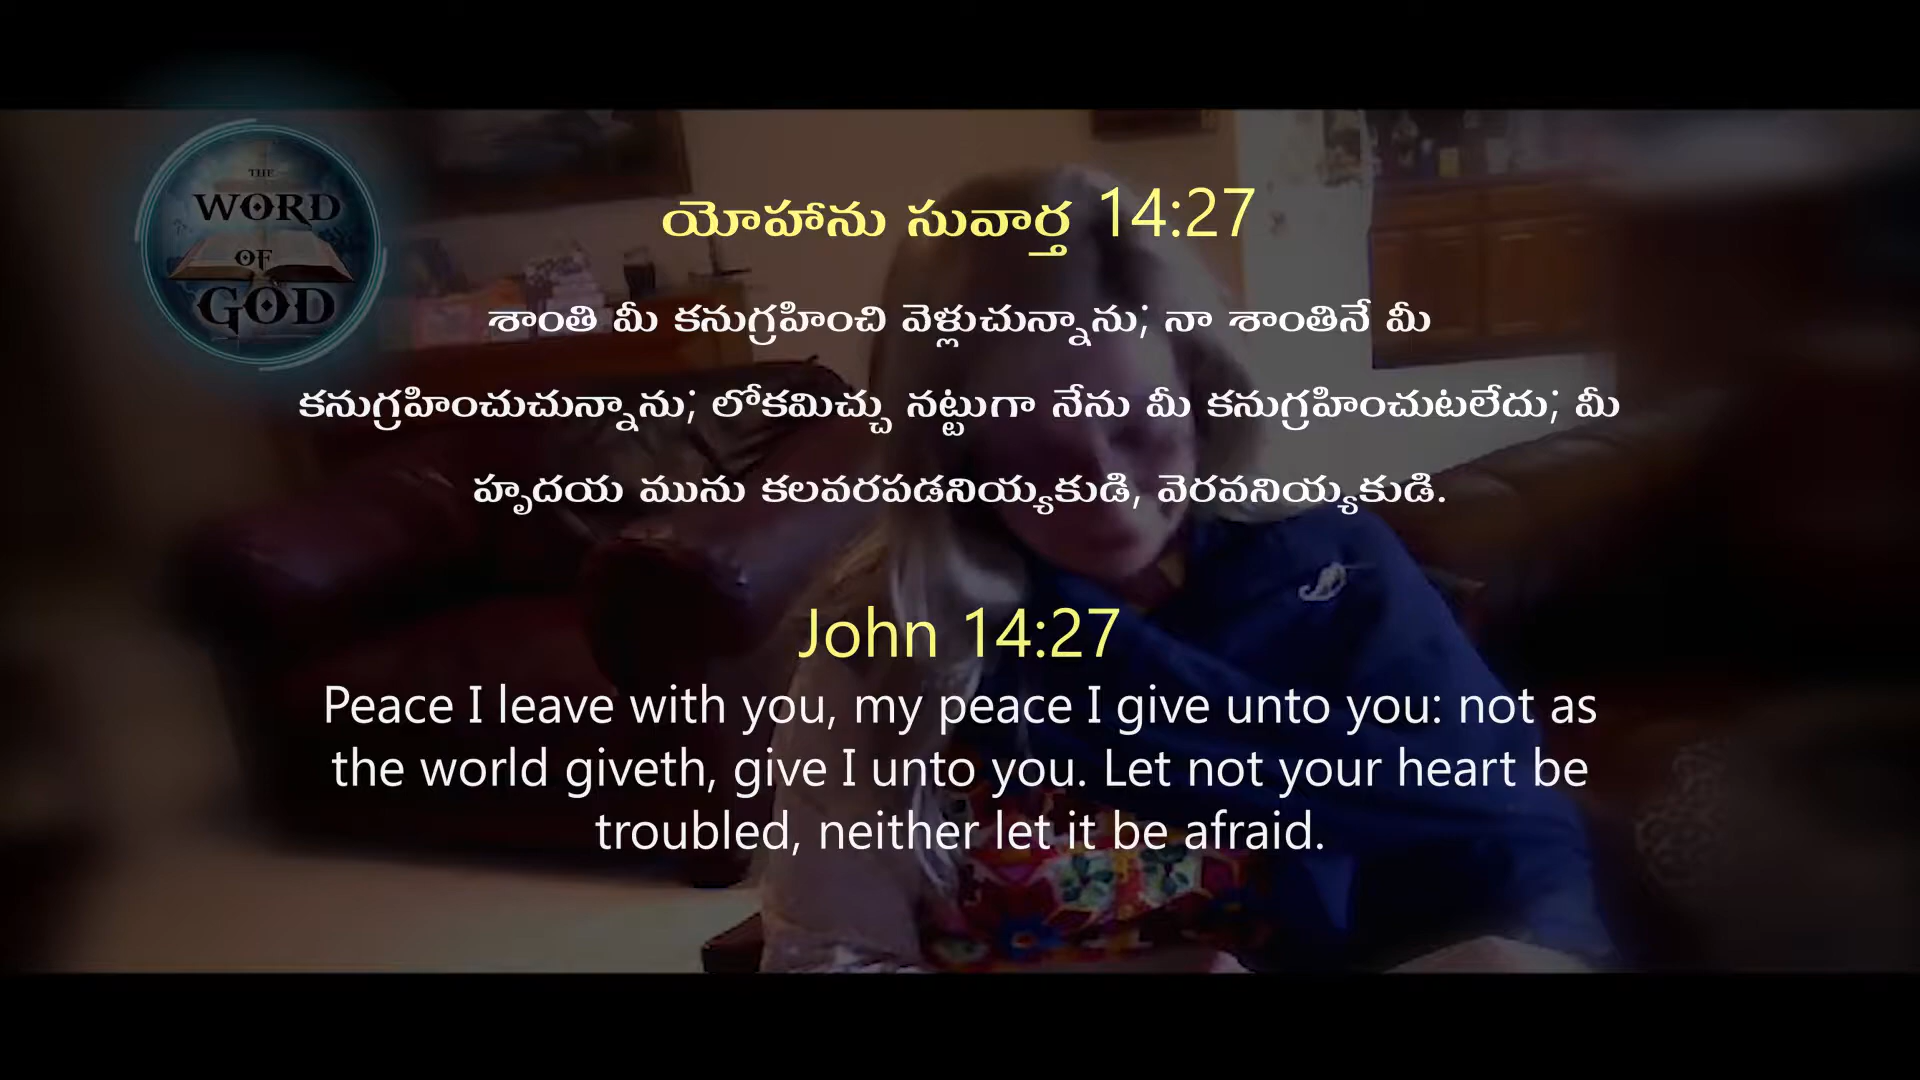 THE
WORD
OF
GOD
యోహాను సువార్త 14:27
శాంతి మీ కనుగ్రహించి వెళ్లుచున్నాను; నా శాంతినే మీ
కనుగ్రహించుచున్నాను; లోకమిచ్చు నట్టుగా నేను మీ కనుగ్రహించుటలేదు; మీ
హృదయ మును కలవరపడనియ్యకుడి, వెరవనియ్యకుడి.
John 14:27
Peace I leave with you, my peace I give unto you: not as
the world giveth, give I unto you. Let not your heart be
troubled, neither let it be afraid.